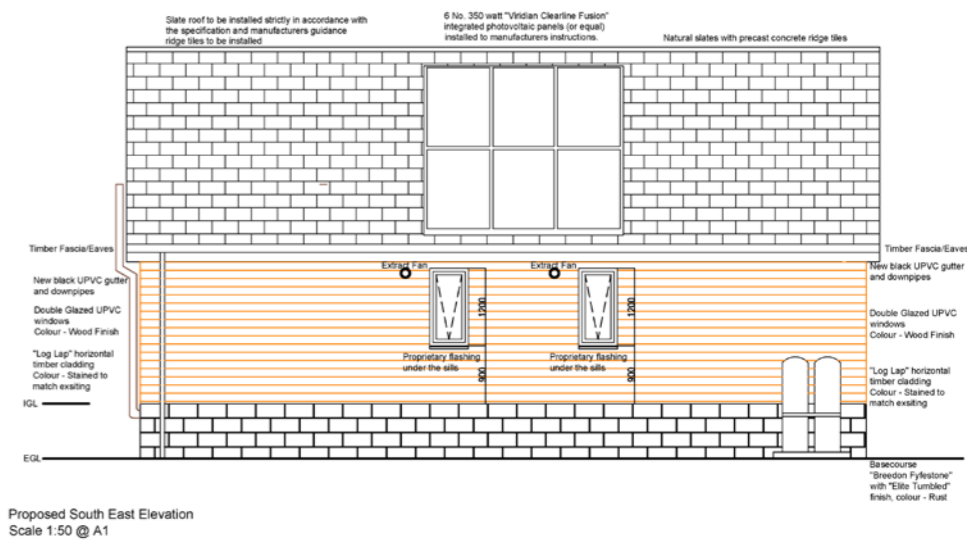 Slate roof to be installed strictly in accordance with
the specification and manufacturers guidance
ridge tiles to be installed
6 No. 350 watt "Viridian Clearline Fusion"
integrated photovoltaic panels (or equal)
installed to manufacturers instructions.
Natural slates with precast concrete ridge tiles
Timber Fascia/Eaves
New black UPVC gutter
and downpipes
Double Glazed UPVC
windows
Colour - Wood Finish
"Log Lap" horizontal
timber cladding
Colour - Stained to
match exsiting
IGL
EGL
Extract Fan
Extract Fan
1200
1200
Proprietary flashing
under the sills
Proprietary flashing
under the sills
900
900
Timber Fascia/Eaves
New black UPVC gutter
and downpipes
Double Glazed UPVC
windows
Colour - Wood Finish
"Log Lap" horizontal
timber cladding
Colour - Stained to
match exsiting
Basecourse
"Breedon Fyfestone"
with "Elite Tumbled"
finish, colour - Rust
Proposed South East Elevation
Scale 1:50 @ A1